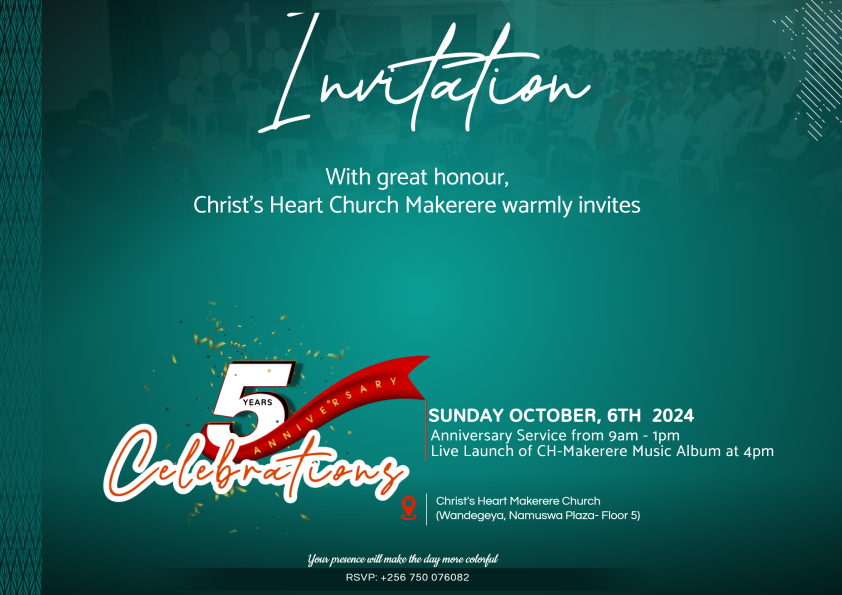 Invitation
With great honour,
Christ's Heart Church Makerere warmly invites
5
YEARS
ANNIVERSARY
Celebrations
SUNDAY OCTOBER, 6TH 2024
Anniversary Service from 9am - 1pm
Live Launch of CH-Makerere Music Album at 4pm
Christ's Heart Makerere Church
(Wandegeya, Namuswa Plaza- Floor 5)
Your presence will make the day more colorful
RSVP: +256 750 076082